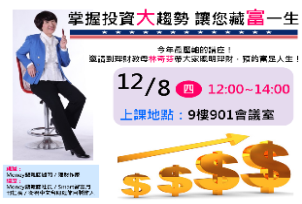 掌握投資大趨勢 讓您藏富一生
今年最壓軸的講座!
邀請到理財教母林奇芬帶大家聰明理財,預約富足人生!
12/8 四 12:00~14:00
上課地點:9樓901會議室